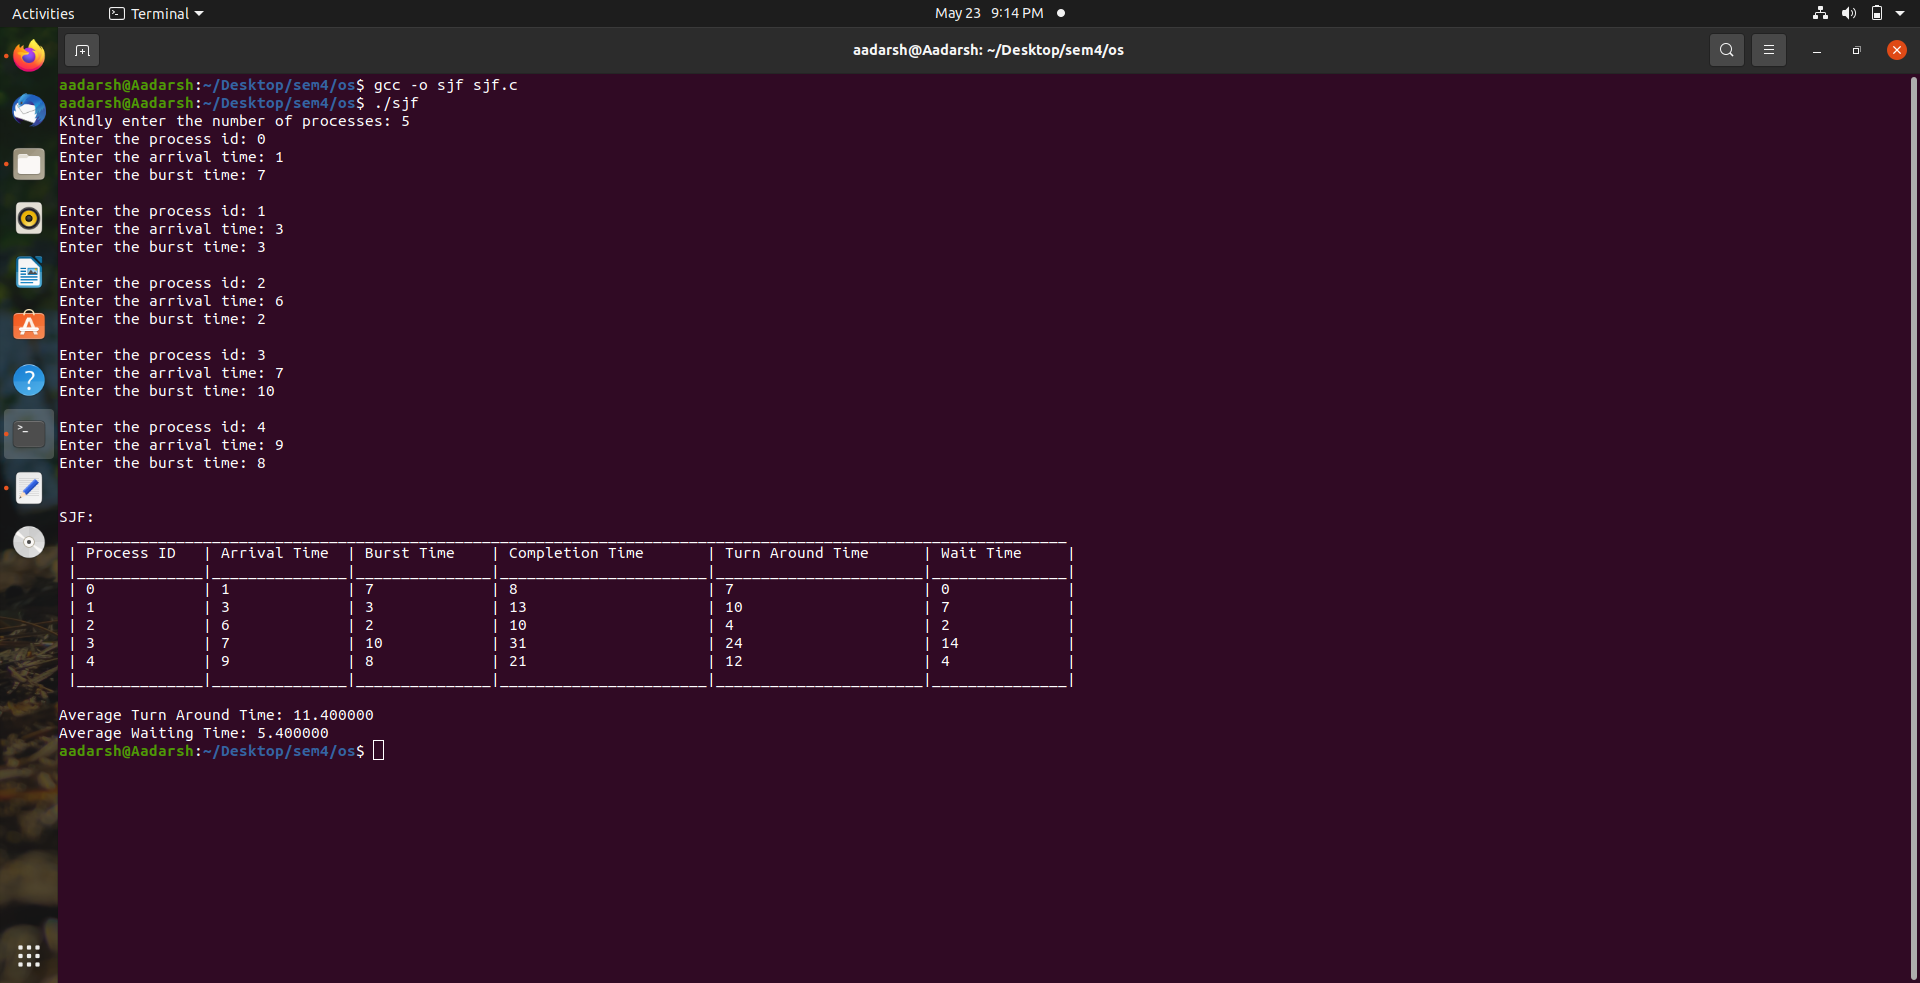 Activities Terminal May 23 9:14 PM
aadarsh@Aadarsh: ~/Desktop/sem4/os
aadarsh@Aadarsh:~/Desktop/sem4/os$ gcc -o sjf sjf.c
aadarsh@Aadarsh:~/Desktop/sem4/os$ ./sjf
Kindly enter the number of processes: 5
Enter the process id: 0
Enter the arrival time: 1
Enter the burst time: 7
Enter the process id: 1
Enter the arrival time: 3
Enter the burst time: 3
Enter the process id: 2
Enter the arrival time: 6
Enter the burst time: 2
Enter the process id: 3
Enter the arrival time: 7
Enter the burst time: 10
Enter the process id: 4
Enter the arrival time: 9
Enter the burst time: 8
SJF:
| Process ID | Arrival Time | Burst Time | Completion Time | Turn Around Time | Wait Time |
| 0 | 1 | 7 | 8 | 7 | 0 |
| 1 | 3 | 3 | 13 | 10 | 7 |
| 2 | 6 | 2 | 10 | 4 | 2 |
| 3 | 7 | 10 | 31 | 24 | 14 |
| 4 | 9 | 8 | 21 | 12 | 4 |
Average Turn Around Time: 11.400000
Average Waiting Time: 5.400000
aadarsh@Aadarsh:~/Desktop/sem4/os$